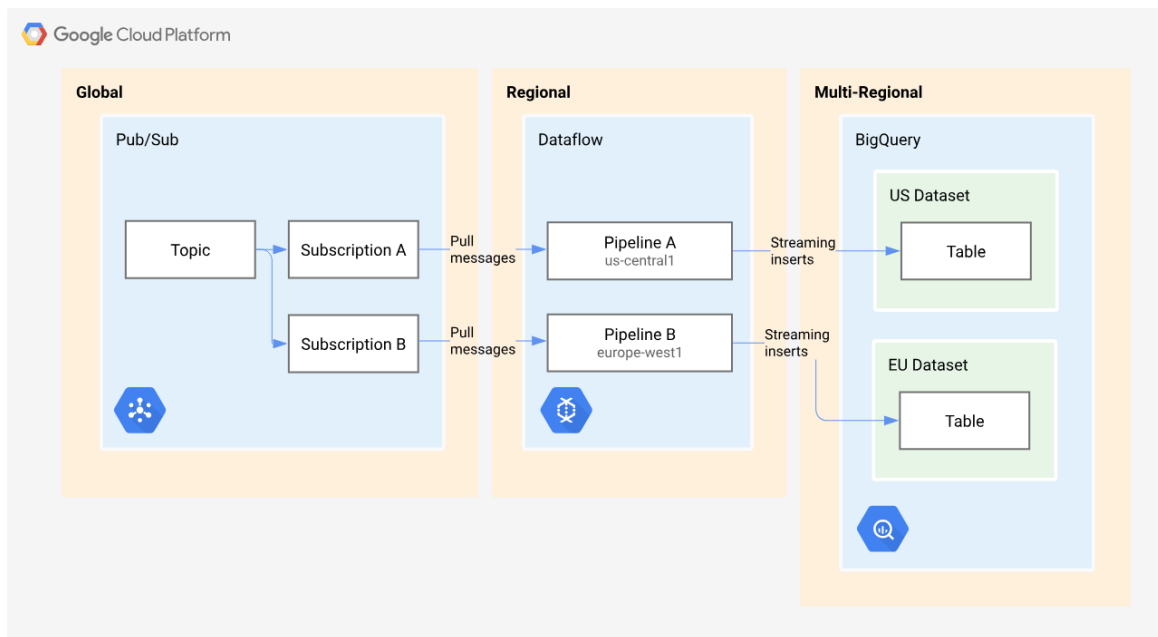 Google Cloud Platform
Global
Pub/Sub
Topic
Subscription A
Subscription B
Pull
messages
Pull
messages
Regional
Dataflow
Pipeline A
us-central1
Pipeline B
europe-west1
Streaming
inserts
Streaming
inserts
Multi-Regional
BigQuery
US Dataset
Table
EU Dataset
Table